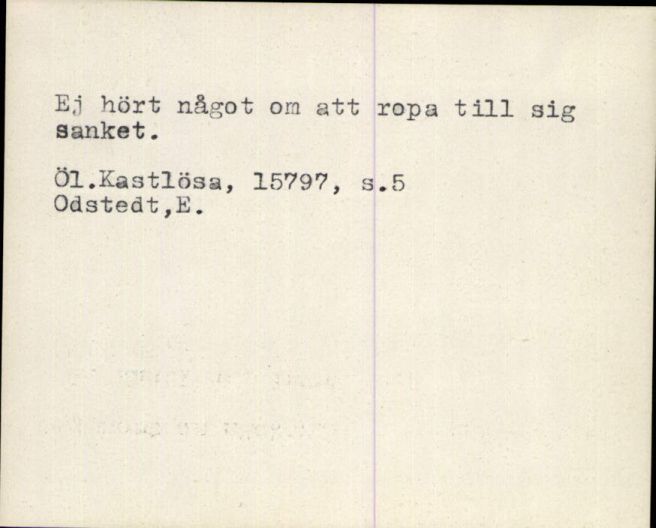 Ej hört något om att ropa till sig
sanket.
Öl.Kastlösa, 15797, s.5
Odstedt,E.